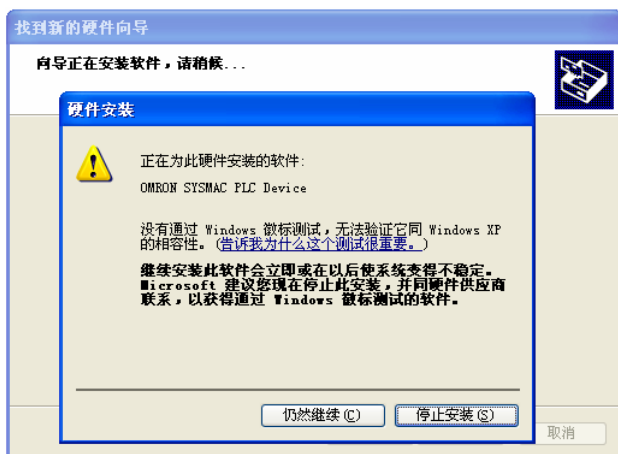 找到新的硬件向导
向导正在安装软件，请稍候...
硬件安装
正在为此硬件安装的软件:
OMRON SYSMAC PLC Device
没有通过 Windows 徽标测试，无法验证它同 Windows XP
的相容性。(告诉我为什么这个测试很重要。)
继续安装此软件会立即或在以后使系统变得不稳定。
Microsoft 建议您现在停止此安装，并同硬件供应商
联系，以获得通过 Windows 徽标测试的软件。
仍然继续(C) 停止安装(S)
取消